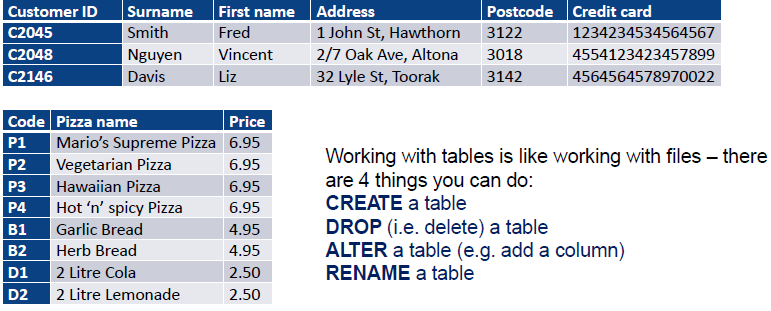 Customer ID Surname First name Address Postcode Credit card
C2045 Smith Fred 1 John St, Hawthorn 3122 1234234534564567
C2048 Nguyen Vincent 2/7 Oak Ave, Altona 3018 4554123423457899
C2146 Davis Liz 32 Lyle St, Toorak 3142 4564564578970022
Code Pizza name Price
P1 Mario’s Supreme Pizza 6.95
P2 Vegetarian Pizza 6.95
P3 Hawaiian Pizza 6.95
P4 Hot ‘n’ spicy Pizza 6.95
B1 Garlic Bread 4.95
B2 Herb Bread 4.95
D1 2 Litre Cola 2.50
D2 2 Litre Lemonade 2.50
Working with tables is like working with files – there
are 4 things you can do:
CREATE a table
DROP (i.e. delete) a table
ALTER a table (e.g. add a column)
RENAME a table